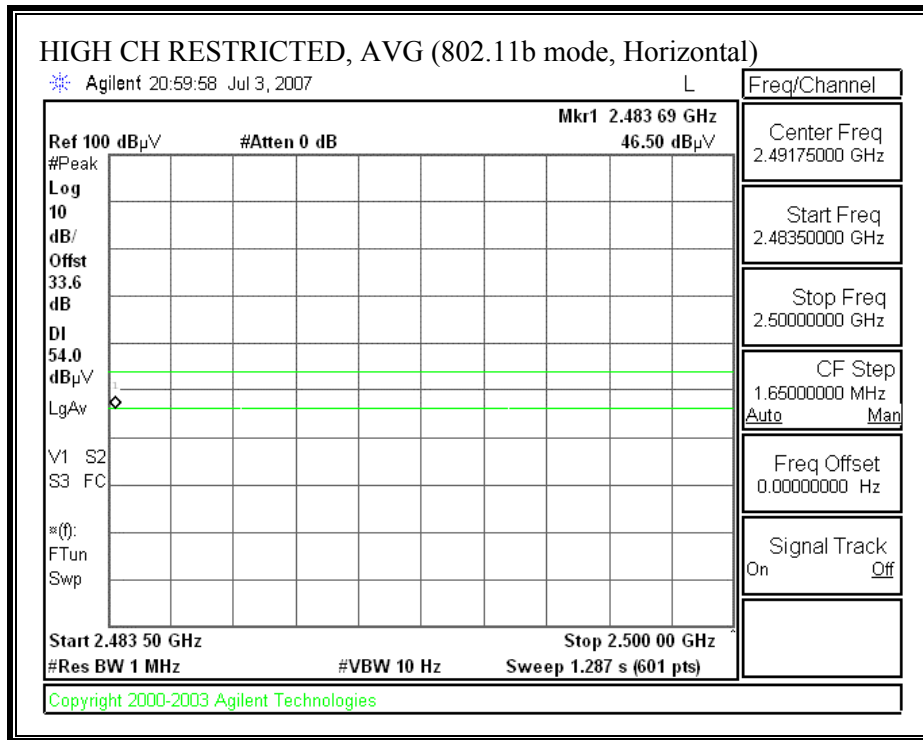 HIGH CH RESTRICTED, AVG (802.11b mode, Horizontal)
Agilent 20:59:58 Jul 3, 2007
L
Freq/Channel
Mkr1 2.483 69 GHz
Ref 100 dBµV
#Atten 0 dB
46.50 dBµV
#Peak
Log
10
dB/
Offst
33.6
dB
DI
54.0
dBµV
LgAv
V1 S2
S3 FC
¤(f):
FTun
Swp
1
Start 2.483 50 GHz
Stop 2.500 00 GHz
#Res BW 1 MHz
#VBW 10 Hz
Sweep 1.287 s (601 pts)
Center Freq
2.49175000 GHz
Start Freq
2.48350000 GHz
Stop Freq
2.50000000 GHz
CF Step
1.65000000 MHz
Auto Man
Freq Offset
0.00000000 Hz
Signal Track
On Off
Copyright 2000-2003 Agilent Technologies